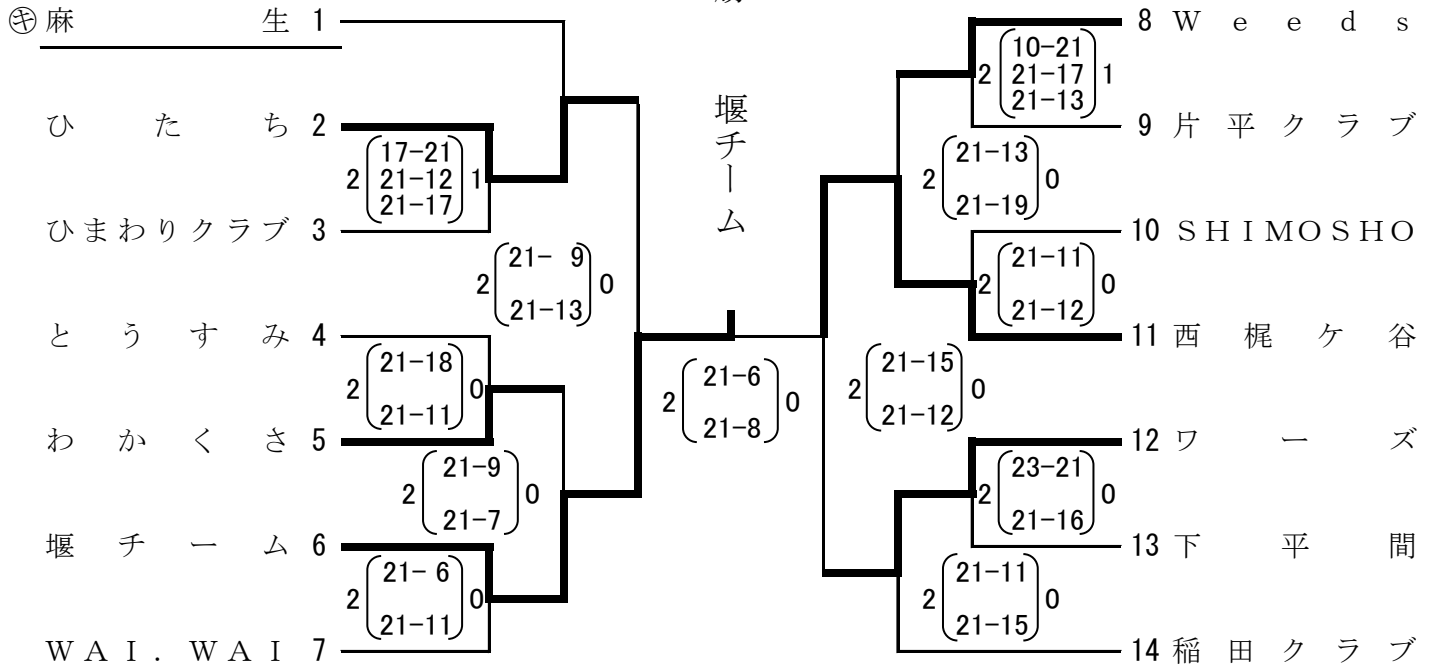 ㋖麻生 1
ひたち 2
2 17-21 1
21-12
21-17
ひまわりクラブ 3
2 21- 9 0
21-13
とうすみ 4
2 21-18 0
21-11
わかくさ 5
2 21-9 0
21-7
堰チーム 6
2 21- 6 0
21-11
WAI.WAI 7
堰チーム
2 21-6 0
21-8
8 Weeds
2 10-21 1
21-17
21-13
9 片平クラブ
2 21-13 0
21-19
10 SHIMOSHO
2 21-11 0
21-12
11 西梶ケ谷
2 21-15 0
21-12
12 ワーズ
2 23-21 0
21-16
13 下平間
2 21-11 0
21-15
14 稲田クラブ